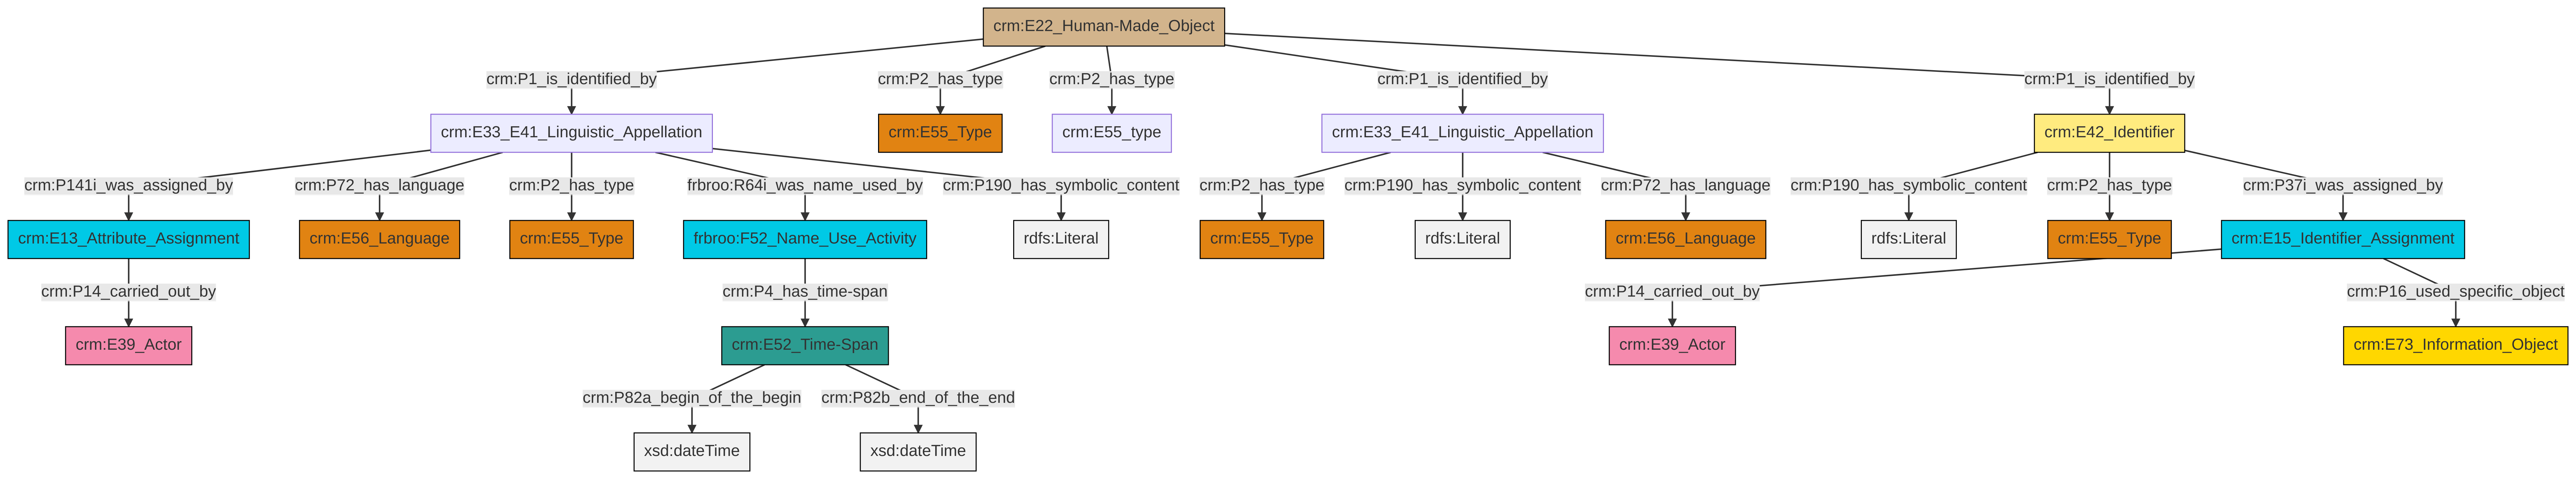 crm:E22_Human-Made_Object
crm:P1_is_identified_by
crm:P2_has_type
crm:P2_has_type
crm:P1_is_identified_by
crm:P1_is_identified_by
crm:E33_E41_Linguistic_Appellation
crm:E55_Type
crm:E55_type
crm:E33_E41_Linguistic_Appellation
crm:E42_Identifier
crm:P141i_was_assigned_by
crm:P72_has_language
crm:P2_has_type
frbroo:R64i_was_name_used_by
crm:P190_has_symbolic_content
crm:P2_has_type
crm:P190_has_symbolic_content
crm:P72_has_language
crm:P190_has_symbolic_content
crm:P2_has_type
crm:P37i_was_assigned_by
crm:E13_Attribute_Assignment
crm:E56_Language
crm:E55_Type
frbroo:F52_Name_Use_Activity
rdfs:Literal
crm:E55_Type
rdfs:Literal
crm:E56_Language
rdfs:Literal
crm:E55_Type
crm:E15_Identifier_Assignment
crm:P14_carried_out_by
crm:P4_has_time-span
crm:P14_carried_out_by
crm:P16_used_specific_object
crm:E39_Actor
crm:E52_Time-Span
crm:E39_Actor
crm:E73_Information_Object
crm:P82a_begin_of_the_begin
crm:P82b_end_of_the_end
xsd:dateTime
xsd:dateTime